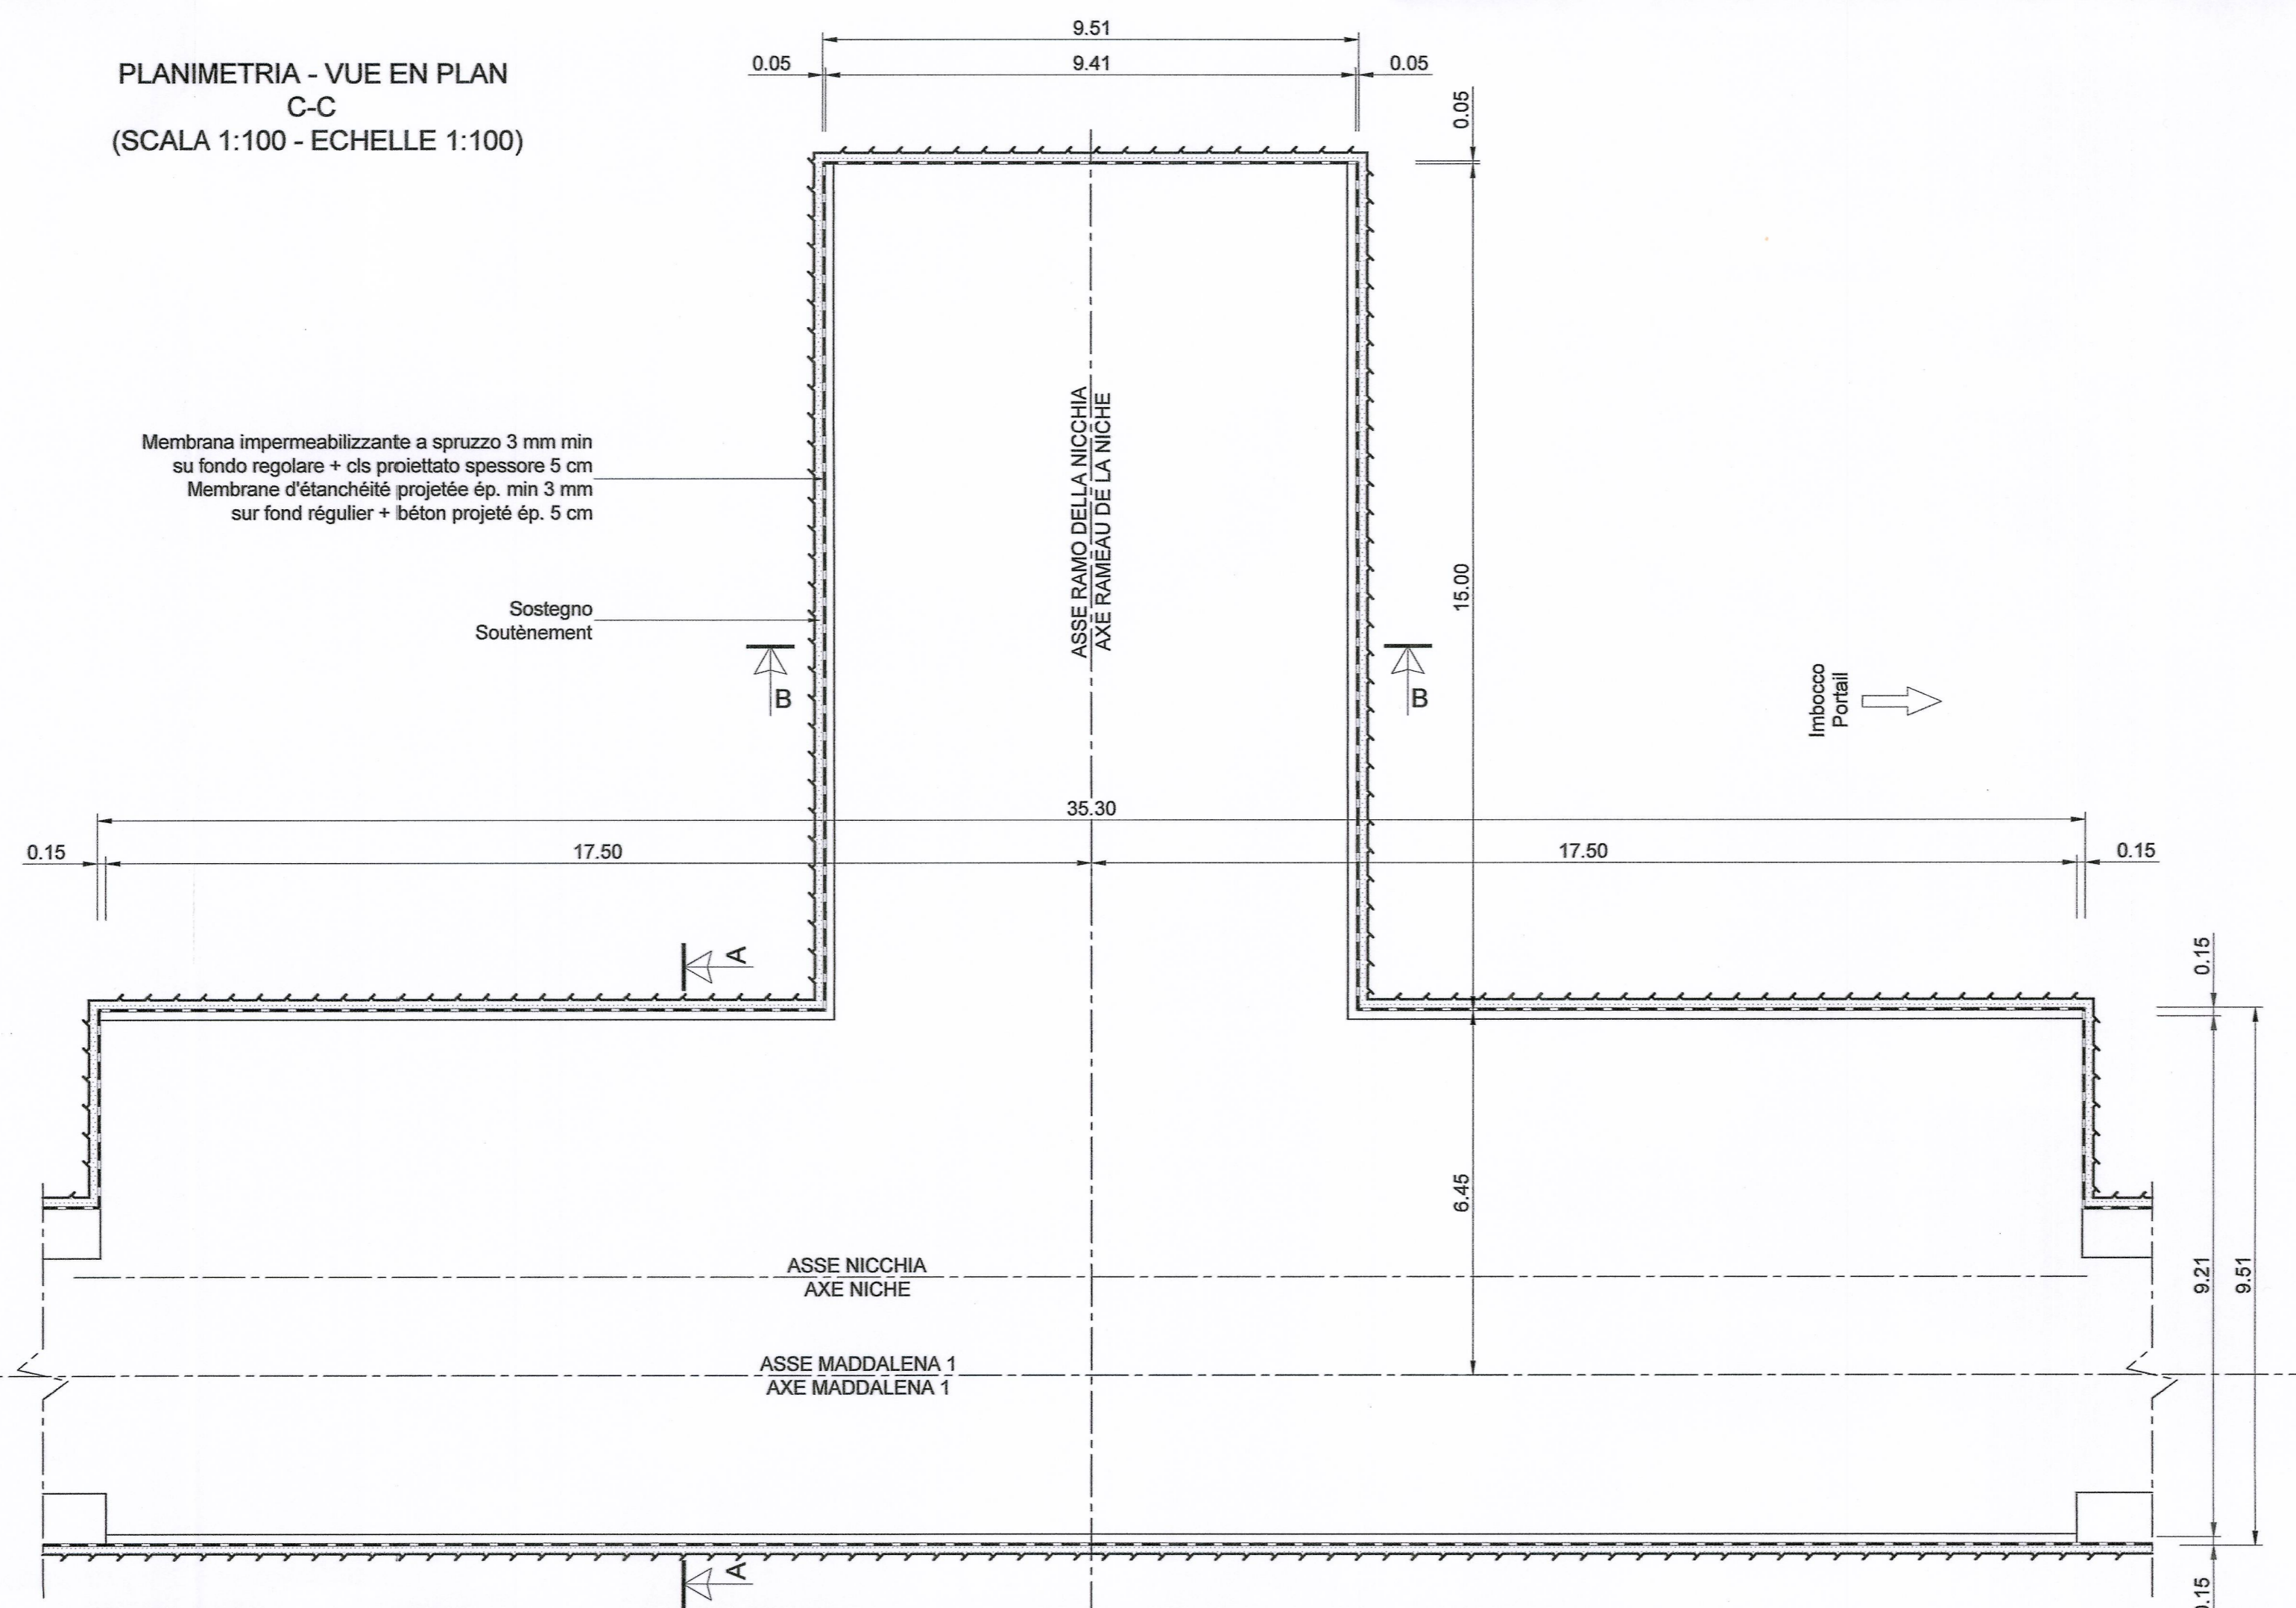 PLANIMETRIA - VUE EN PLAN
C-C
(SCALA 1:100 - ECHELLE 1:100)
9.51
0.05
9.41
0.05
0.05
Membrana impermeabilizzante a spruzzo 3 mm min
su fondo regolare + cls proiettato spessore 5 cm
Membrane d'étanchéité projetée ép. min 3 mm
sur fond régulier + béton projeté ép. 5 cm
Sostegno
Soutènement
ASSE RAMO DELLA NICCHIA
AXE RAMEAU DE LA NICHE
15.00
B
B
Imbocco
Portail
35.30
0.15
17.50
17.50
0.15
A
0.15
6.45
ASSE NICCHIA
AXE NICHE
9.21
9.51
ASSE MADDALENA 1
AXE MADDALENA 1
A
0.15